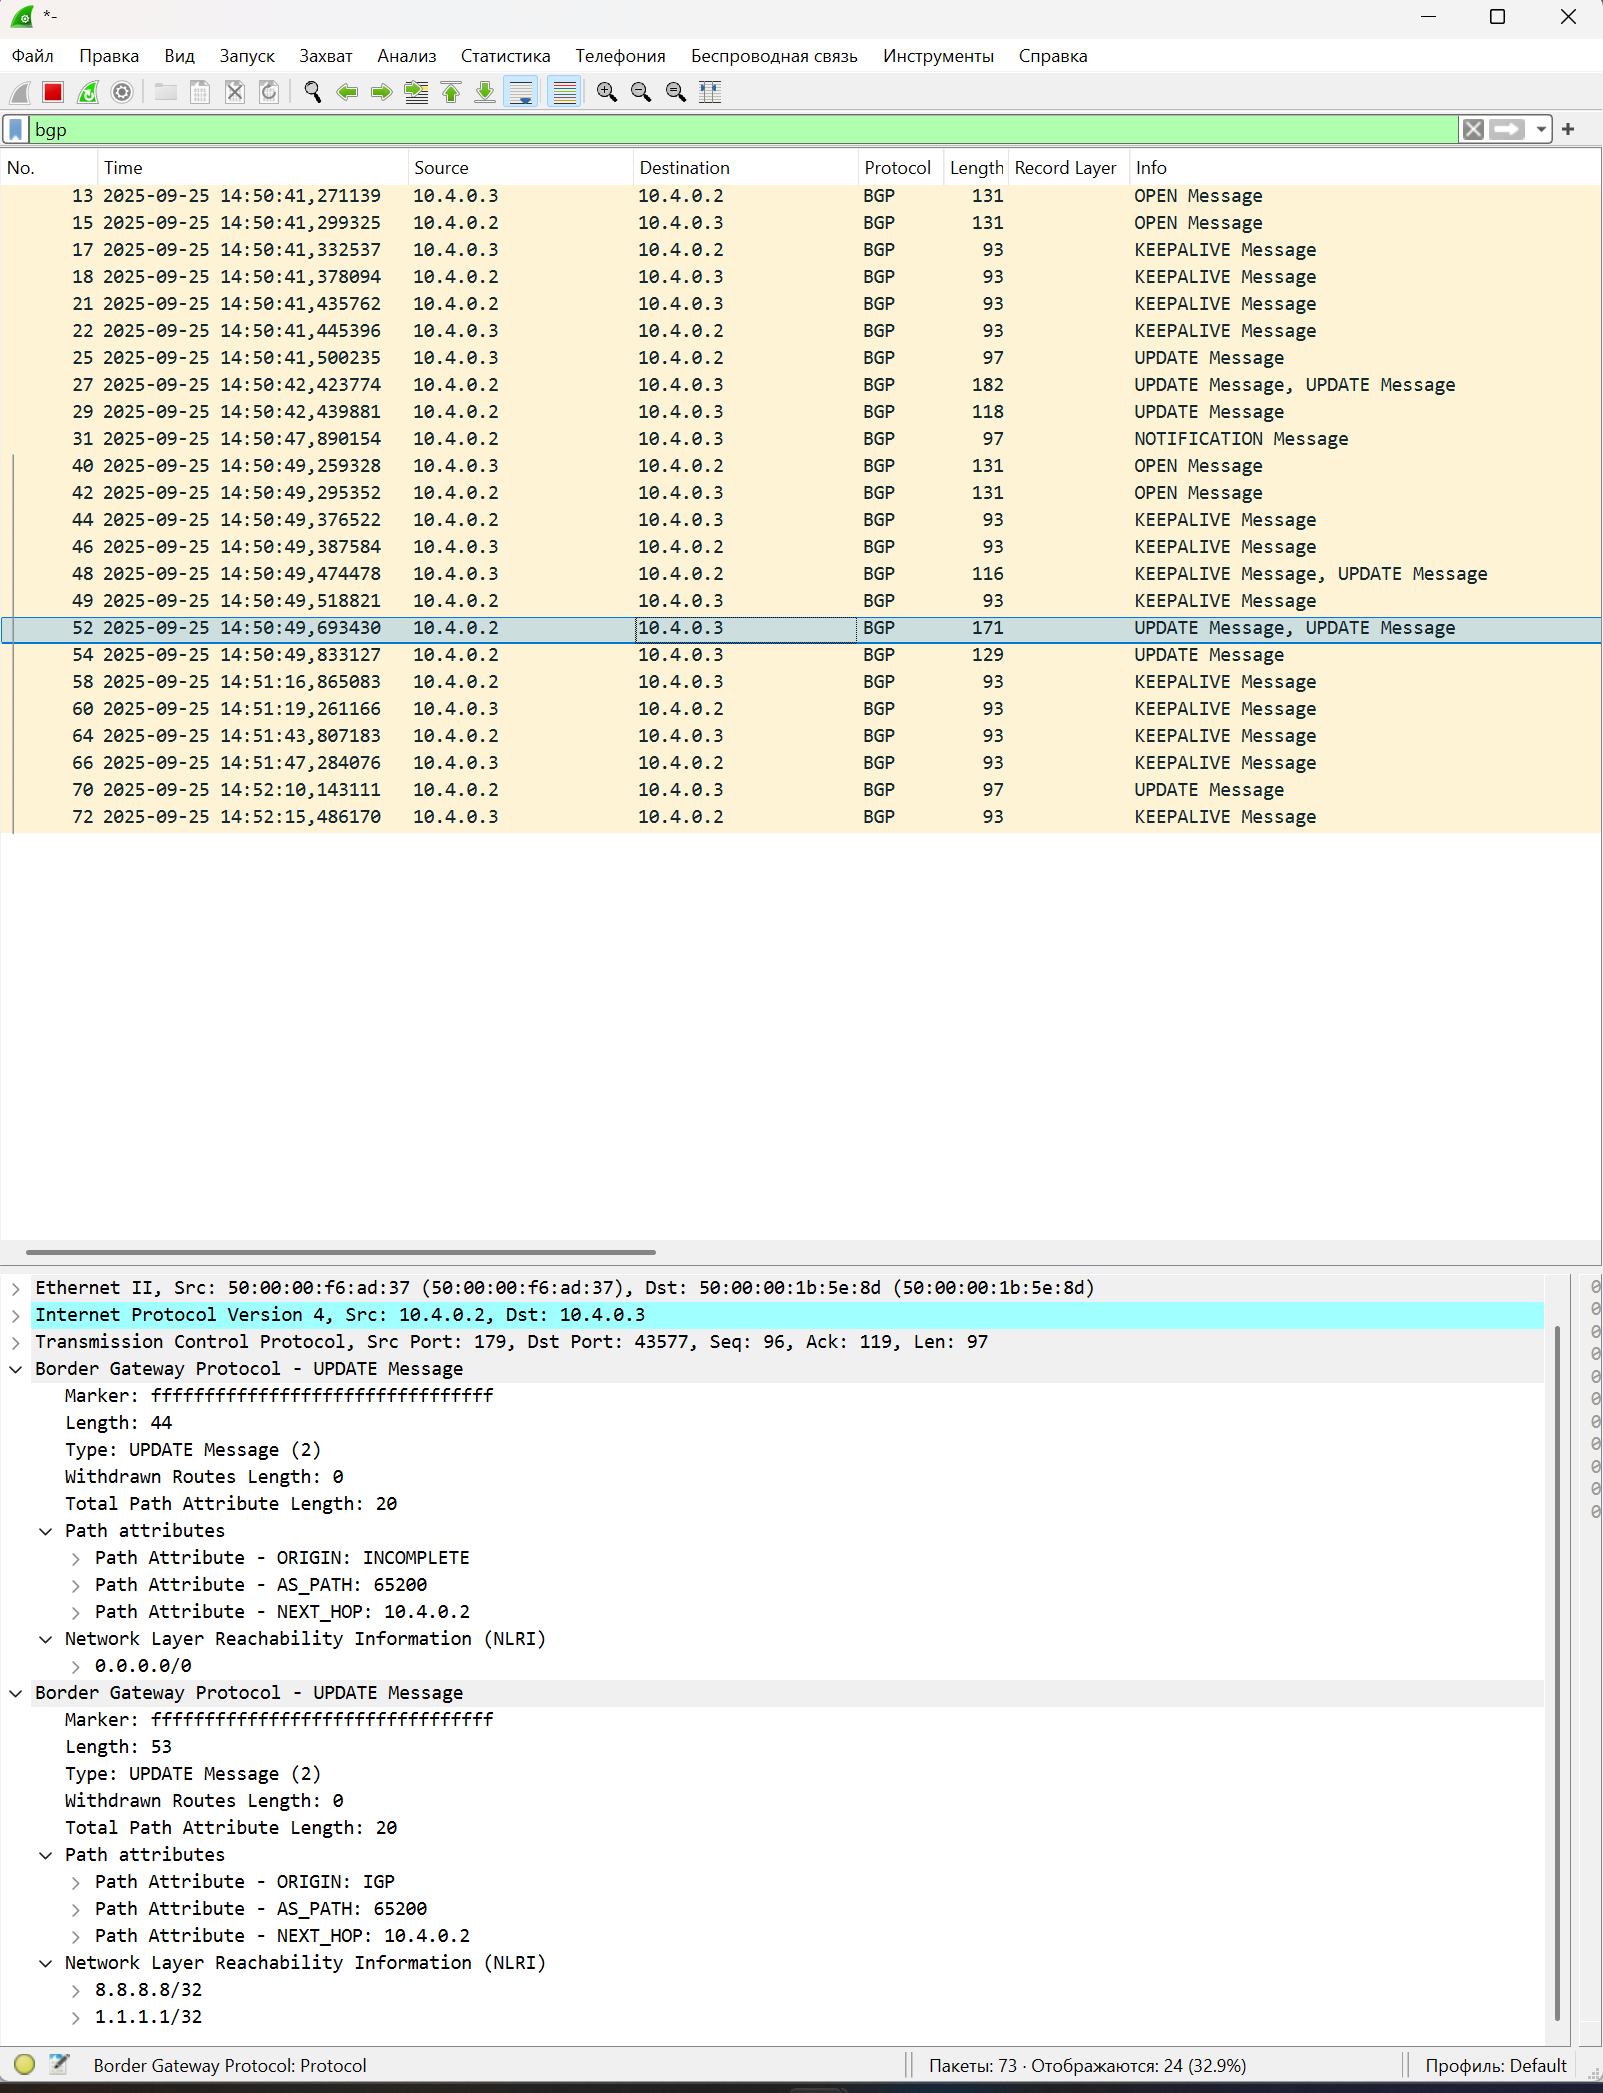 *-
Файл Правка Вид Запуск Захват Анализ Статистика Телефония Беспроводная связь Инструменты Справка
bgp
No. Time Source Destination Protocol Length Record Layer Info
13 2025-09-25 14:50:41,271139 10.4.0.3 10.4.0.2 BGP 131 OPEN Message
15 2025-09-25 14:50:41,299325 10.4.0.2 10.4.0.3 BGP 131 OPEN Message
17 2025-09-25 14:50:41,332537 10.4.0.3 10.4.0.2 BGP 93 KEEPALIVE Message
18 2025-09-25 14:50:41,378094 10.4.0.2 10.4.0.3 BGP 93 KEEPALIVE Message
21 2025-09-25 14:50:41,435762 10.4.0.2 10.4.0.3 BGP 93 KEEPALIVE Message
22 2025-09-25 14:50:41,445396 10.4.0.3 10.4.0.2 BGP 93 KEEPALIVE Message
25 2025-09-25 14:50:41,500235 10.4.0.3 10.4.0.2 BGP 97 UPDATE Message
27 2025-09-25 14:50:42,423774 10.4.0.2 10.4.0.3 BGP 182 UPDATE Message, UPDATE Message
29 2025-09-25 14:50:42,439881 10.4.0.2 10.4.0.3 BGP 118 UPDATE Message
31 2025-09-25 14:50:47,890154 10.4.0.2 10.4.0.3 BGP 97 NOTIFICATION Message
40 2025-09-25 14:50:49,259328 10.4.0.3 10.4.0.2 BGP 131 OPEN Message
42 2025-09-25 14:50:49,295352 10.4.0.2 10.4.0.3 BGP 131 OPEN Message
44 2025-09-25 14:50:49,376522 10.4.0.2 10.4.0.3 BGP 93 KEEPALIVE Message
46 2025-09-25 14:50:49,387584 10.4.0.3 10.4.0.2 BGP 93 KEEPALIVE Message
48 2025-09-25 14:50:49,474478 10.4.0.3 10.4.0.2 BGP 116 KEEPALIVE Message, UPDATE Message
49 2025-09-25 14:50:49,518821 10.4.0.2 10.4.0.3 BGP 93 KEEPALIVE Message
52 2025-09-25 14:50:49,693430 10.4.0.2 10.4.0.3 BGP 171 UPDATE Message, UPDATE Message
54 2025-09-25 14:50:49,833127 10.4.0.2 10.4.0.3 BGP 129 UPDATE Message
58 2025-09-25 14:51:16,865083 10.4.0.2 10.4.0.3 BGP 93 KEEPALIVE Message
60 2025-09-25 14:51:19,261166 10.4.0.3 10.4.0.2 BGP 93 KEEPALIVE Message
64 2025-09-25 14:51:43,807183 10.4.0.2 10.4.0.3 BGP 93 KEEPALIVE Message
66 2025-09-25 14:51:47,284076 10.4.0.3 10.4.0.2 BGP 93 KEEPALIVE Message
70 2025-09-25 14:52:10,143111 10.4.0.2 10.4.0.3 BGP 97 UPDATE Message
72 2025-09-25 14:52:15,486170 10.4.0.3 10.4.0.2 BGP 93 KEEPALIVE Message
Ethernet II, Src: 50:00:00:f6:ad:37 (50:00:00:f6:ad:37), Dst: 50:00:00:1b:5e:8d (50:00:00:1b:5e:8d)
Internet Protocol Version 4, Src: 10.4.0.2, Dst: 10.4.0.3
Transmission Control Protocol, Src Port: 179, Dst Port: 43577, Seq: 96, Ack: 119, Len: 97
Border Gateway Protocol - UPDATE Message
Marker: ffffffffffffffffffffffffffffffff
Length: 44
Type: UPDATE Message (2)
Withdrawn Routes Length: 0
Total Path Attribute Length: 20
Path attributes
Path Attribute - ORIGIN: INCOMPLETE
Path Attribute - AS_PATH: 65200
Path Attribute - NEXT_HOP: 10.4.0.2
Network Layer Reachability Information (NLRI)
0.0.0.0/0
Border Gateway Protocol - UPDATE Message
Marker: ffffffffffffffffffffffffffffffff
Length: 53
Type: UPDATE Message (2)
Withdrawn Routes Length: 0
Total Path Attribute Length: 20
Path attributes
Path Attribute - ORIGIN: IGP
Path Attribute - AS_PATH: 65200
Path Attribute - NEXT_HOP: 10.4.0.2
Network Layer Reachability Information (NLRI)
8.8.8.8/32
1.1.1.1/32
0
0
0
0
0
0
0
0
0
0
0
Border Gateway Protocol: Protocol Пакеты: 73 · Отображаются: 24 (32.9%) Профиль: Default